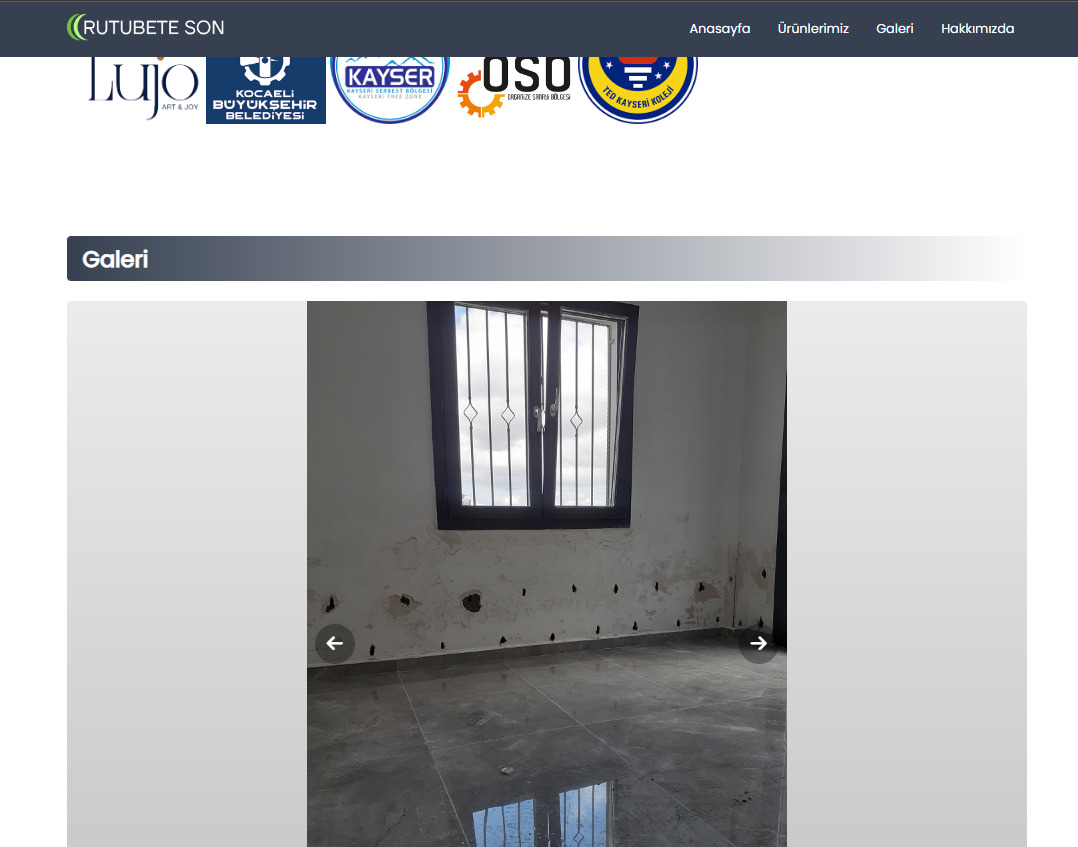 RUTUBETE SON
Anasayfa Ürünlerimiz Galeri Hakkımızda
Lujo
ART & JOY
KOCAELİ
BÜYÜKŞEHİR
BELEDİYESİ
KAYSER
KAYSERİ SERBEST BÖLGESİ
KAYSERI FREE ZONE
OSB
ORGANİZE SANAYİ BÖLGESİ
TED KAYSERİ KOLEJİ
Galeri